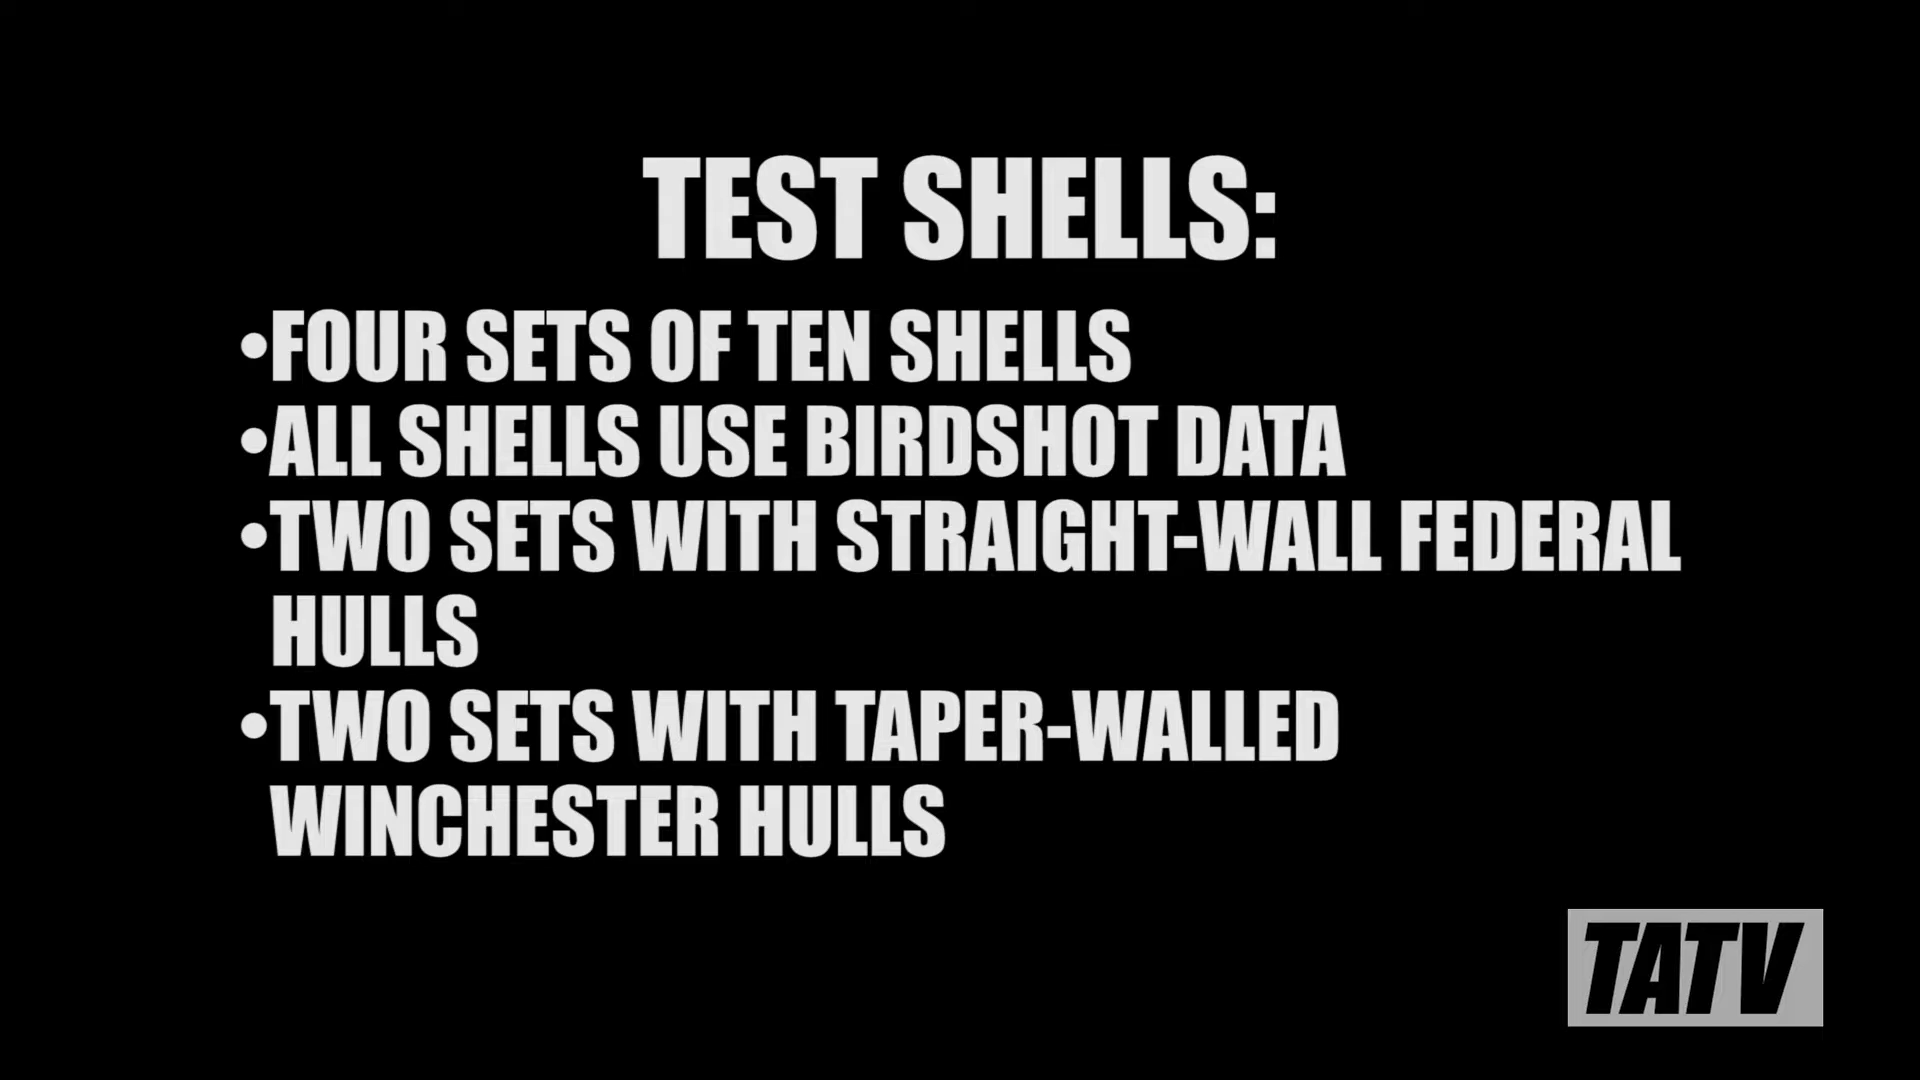 TEST SHELLS:
•FOUR SETS OF TEN SHELLS
•ALL SHELLS USE BIRDSHOT DATA
•TWO SETS WITH STRAIGHT-WALL FEDERAL
HULLS
•TWO SETS WITH TAPER-WALLED
WINCHESTER HULLS
TATV